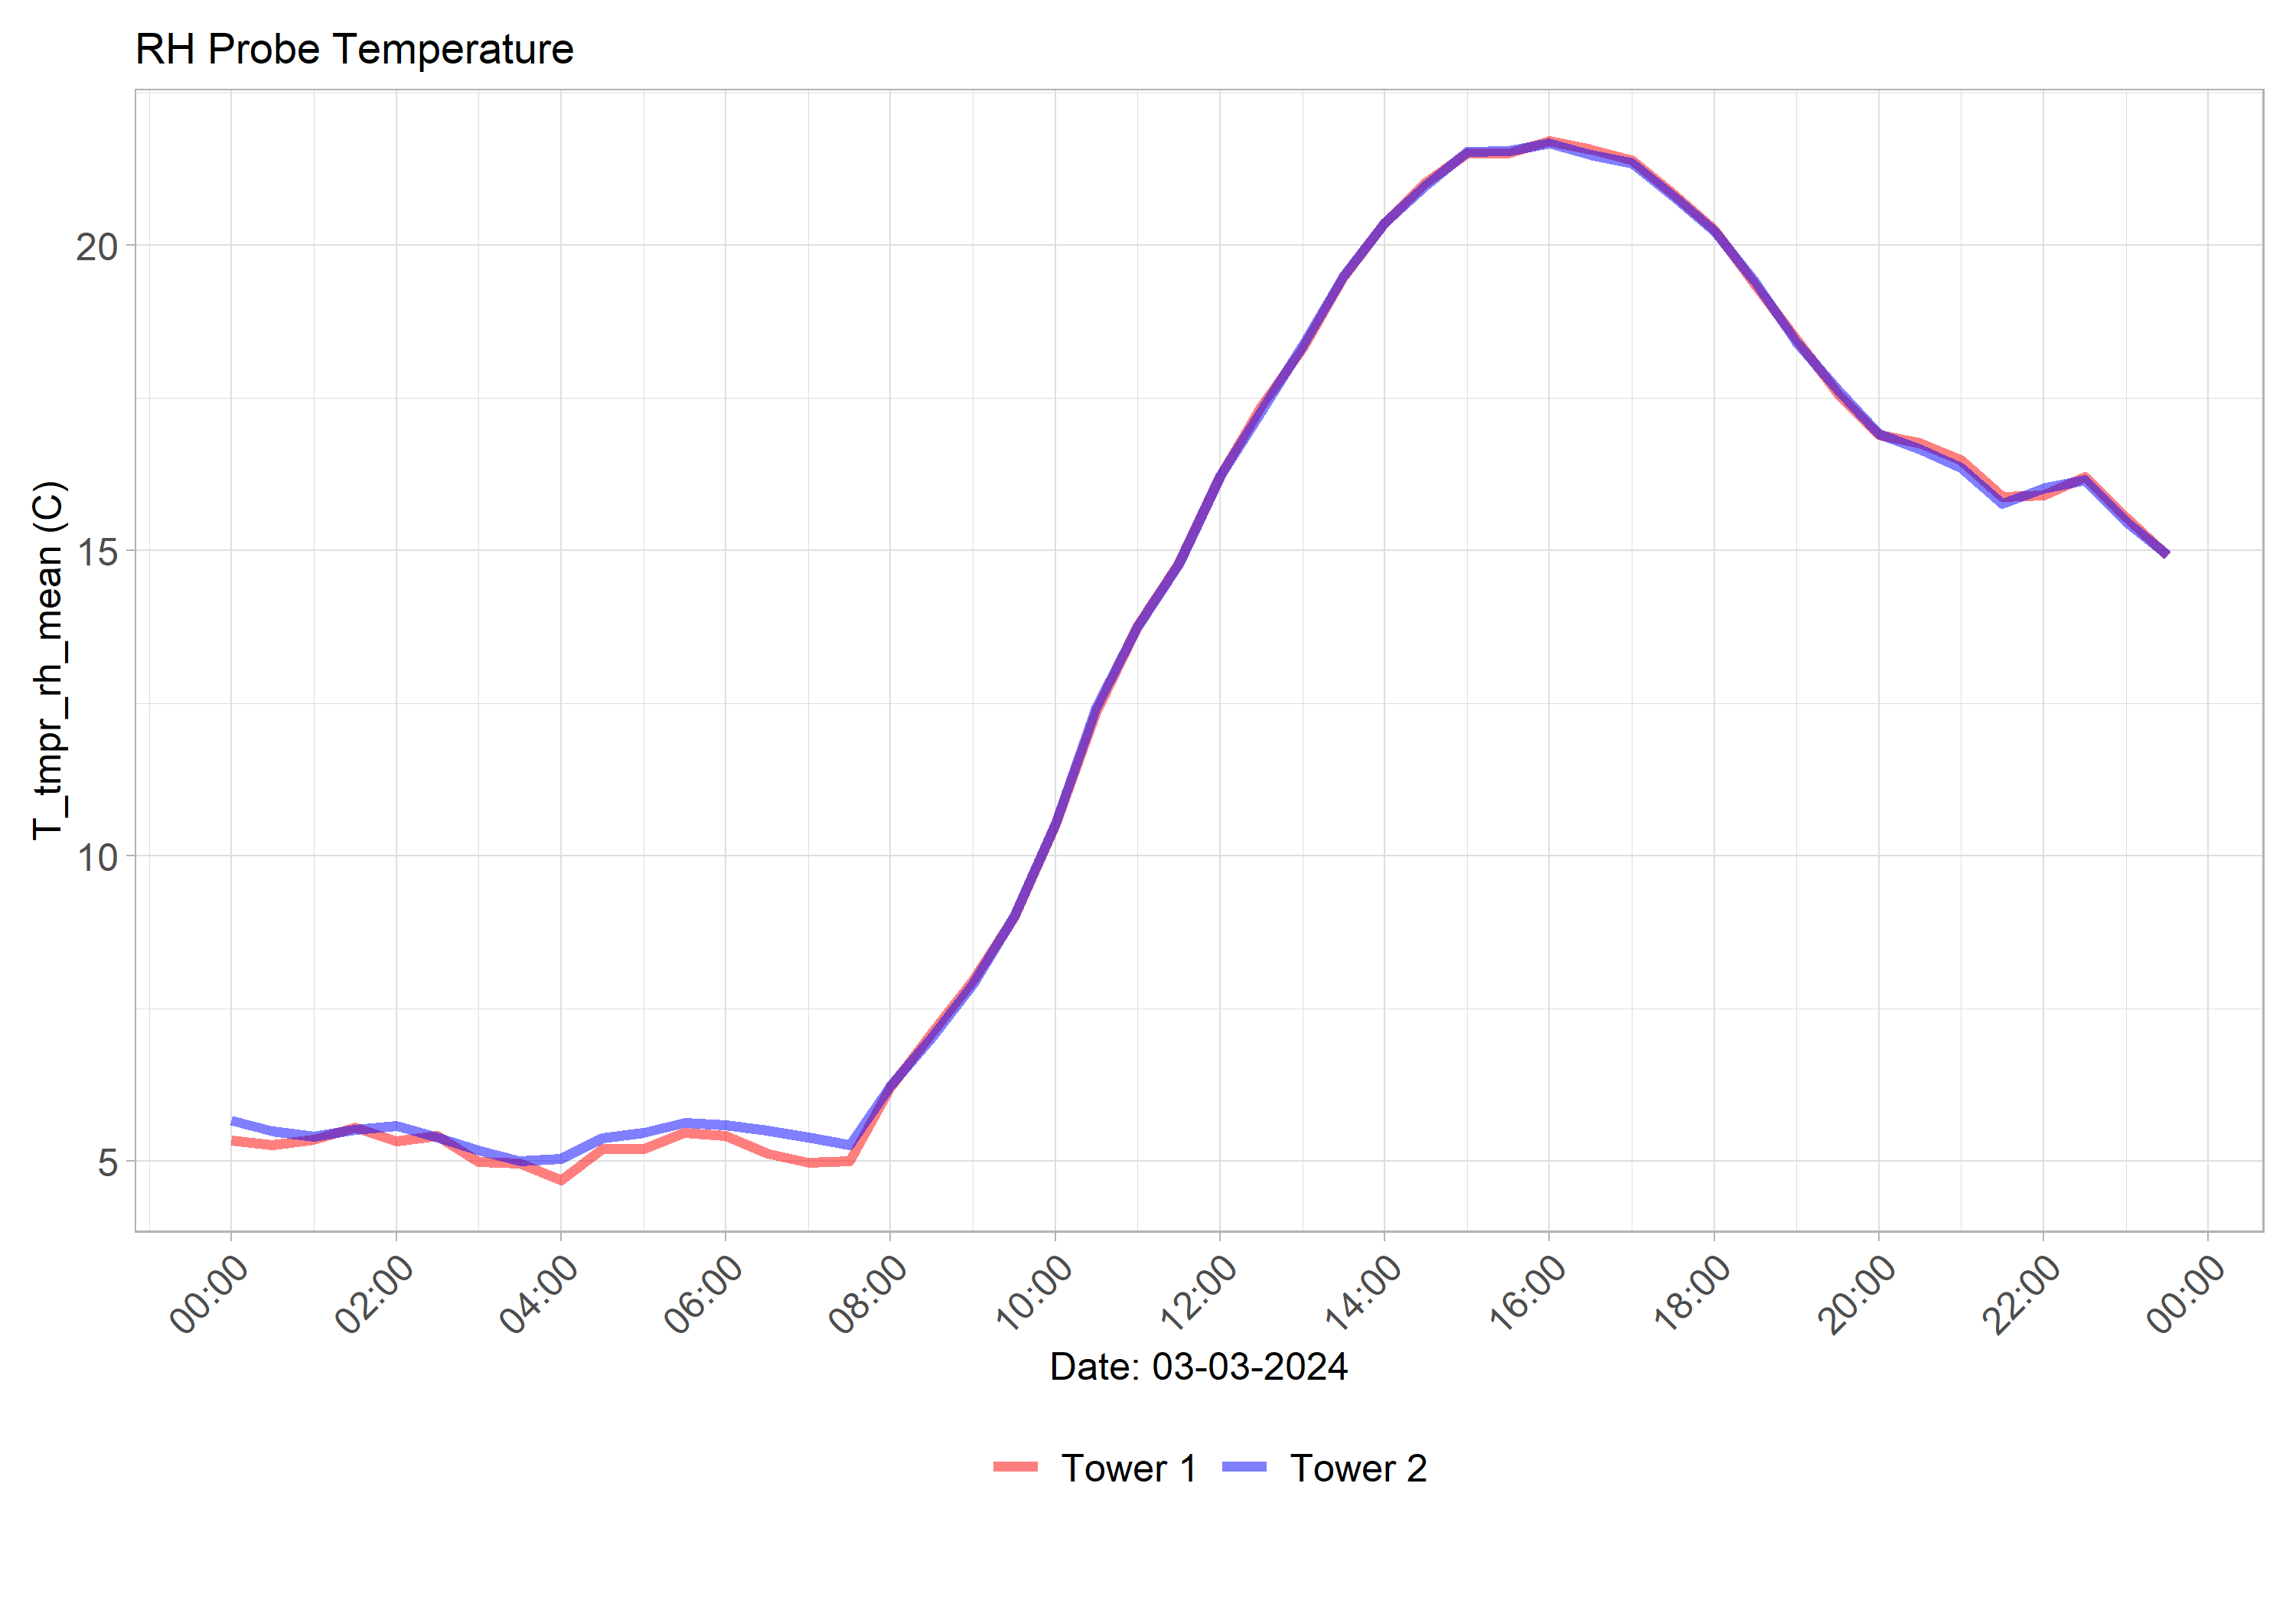 RH Probe Temperature
T_tmpr_rh_mean (C)
20
15
10
5
00:00 02:00 04:00 06:00 08:00 10:00 12:00 14:00 16:00 18:00 20:00 22:00 00:00
Date: 03-03-2024
Tower 1 Tower 2